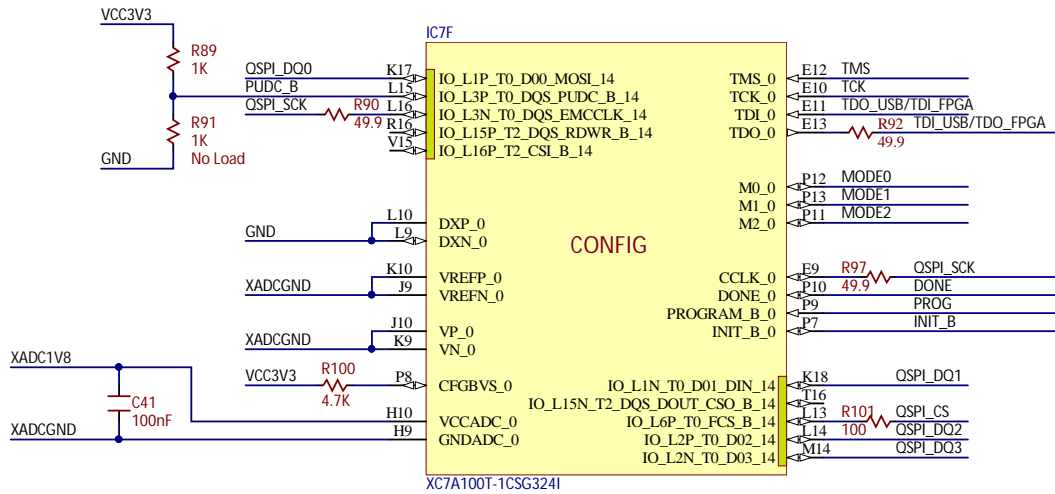 VCC3V3
IC7F
R89
1K
QSPI_DQ0 K17 IO_L1P_T0_D00_MOSI_14 TMS_0 E12 TMS
PUDC_B L15 IO_L3P_T0_DQS_PUDC_B_14 TCK_0 E10 TCK
QSPI_SCK R90 49.9 L16 IO_L3N_T0_DQS_EMCCLK_14 TDI_0 E11 TDO_USB/TDI_FPGA
R91
1K
No Load
R16 IO_L15P_T2_DQS_RDWR_B_14 TDO_0 E13 R92 49.9 TDI_USB/TDO_FPGA
V15 IO_L16P_T2_CSI_B_14
GND
M0_0 P12 MODE0
M1_0 P13 MODE1
L10 DXP_0 M2_0 P11 MODE2
GND L9 DXN_0
CONFIG
K10 VREFP_0 CCLK_0 E9 R97 49.9 QSPI_SCK
XADCGND J9 VREFN_0 DONE_0 P10 DONE
PROGRAM_B_0 P9 PROG
J10 VP_0 INIT_B_0 P7 INIT_B
XADCGND K9 VN_0
XADC1V8
VCC3V3 R100 4.7K P8 CFGBVS_0 IO_L1N_T0_D01_DIN_14 K18 QSPI_DQ1
C41
100nF
IO_L15N_T2_DQS_DOUT_CSO_B_14 T16
H10 VCCADC_0 IO_L6P_T0_FCS_B_14 L13 R101 100 QSPI_CS
XADCGND H9 GNDADC_0 IO_L2P_T0_D02_14 L14 QSPI_DQ2
IO_L2N_T0_D03_14 M14 QSPI_DQ3
XC7A100T-1CSG324I